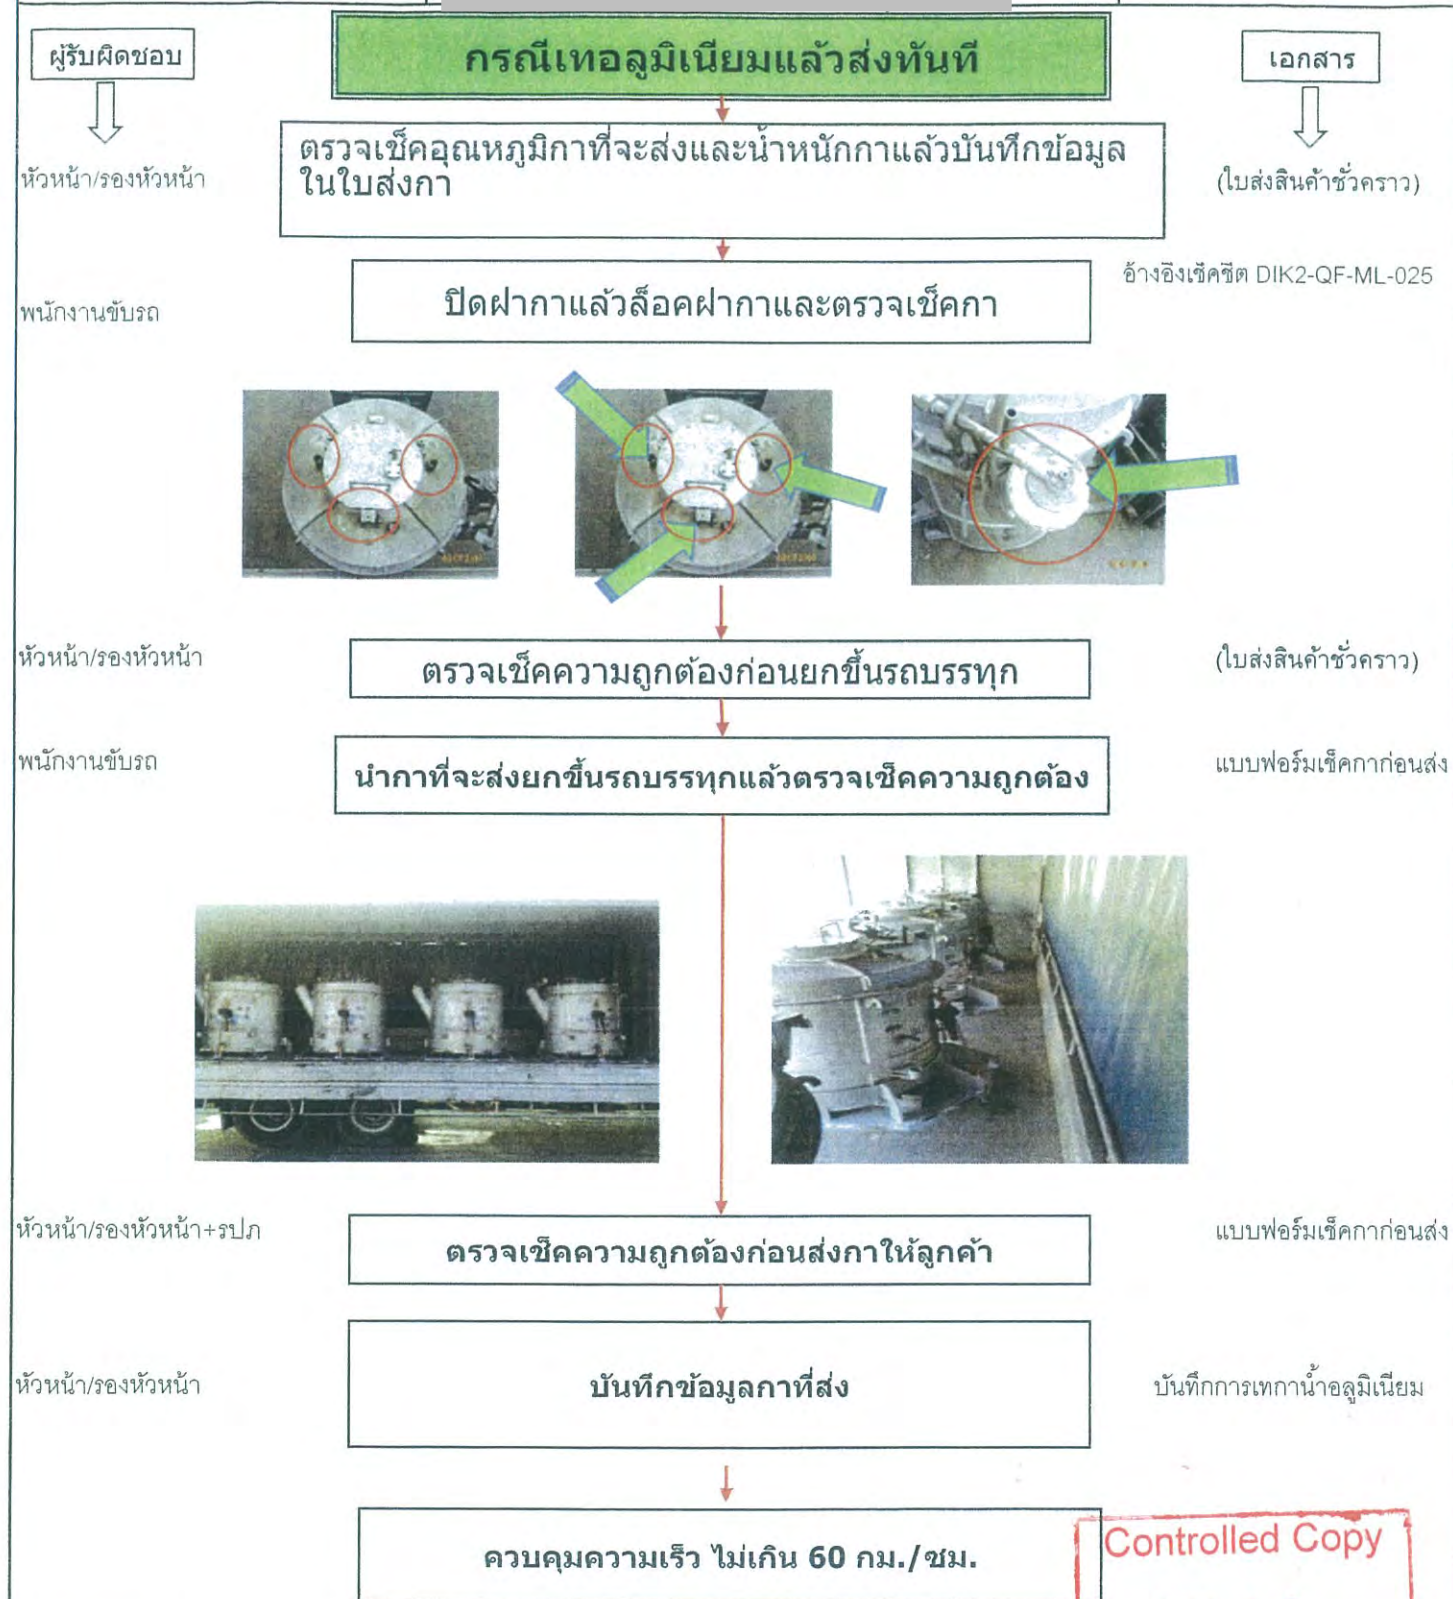 ผู้รับผิดชอบ
กรณีเทอลูมิเนียมแล้วส่งทันที
เอกสาร
หัวหน้า/รองหัวหน้า
ตรวจเช็คอุณหภูมิกาที่จะส่งและน้ำหนักกาแล้วบันทึกข้อมูล
ในใบส่งกา
(ใบส่งสินค้าชั่วคราว)
พนักงานขับรถ
ปิดฝากาแล้วล็อคฝากาและตรวจเช็คกา
อ้างอิงเช็คชีต DIK2-QF-ML-025
หัวหน้า/รองหัวหน้า
ตรวจเช็คความถูกต้องก่อนยกขึ้นรถบรรทุก
(ใบส่งสินค้าชั่วคราว)
พนักงานขับรถ
นำกาที่จะส่งยกขึ้นรถบรรทุกแล้วตรวจเช็คความถูกต้อง
แบบฟอร์มเช็คกาก่อนส่ง
หัวหน้า/รองหัวหน้า+รปภ
ตรวจเช็คความถูกต้องก่อนส่งกาให้ลูกค้า
แบบฟอร์มเช็คกาก่อนส่ง
หัวหน้า/รองหัวหน้า
บันทึกข้อมูลกาที่ส่ง
บันทึกการเทกาน้ำอลูมิเนียม
ควบคุมความเร็ว ไม่เกิน 60 กม./ชม.
Controlled Copy